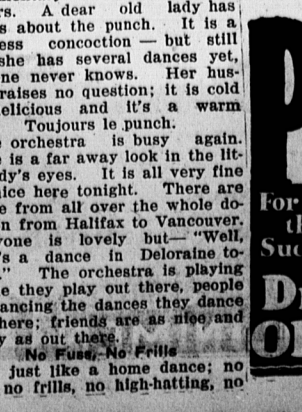 rs. A dear old lady has
s about the punch. It is a
ess concoction — but still
she has several dances yet,
ne never knows. Her hus-
raises no question; it is cold
elicious and it's a warm
Toujours le punch.
orchestra is busy again.
e is a far away look in the lit-
dy's eyes. It is all very fine
nice here tonight. There are
e from all over the whole do-
n from Halifax to Vancouver.
yone is lovely but— "Well,
's a dance in Deloraine to-
." The orchestra is playing
e they play out there, people
ancing the dances they dance
here; friends are as nice and
y as out there.
No Fuss, No Frills
just like a home dance; no
no frills, no high-hatting, no
P
For
th
Suc
D
O